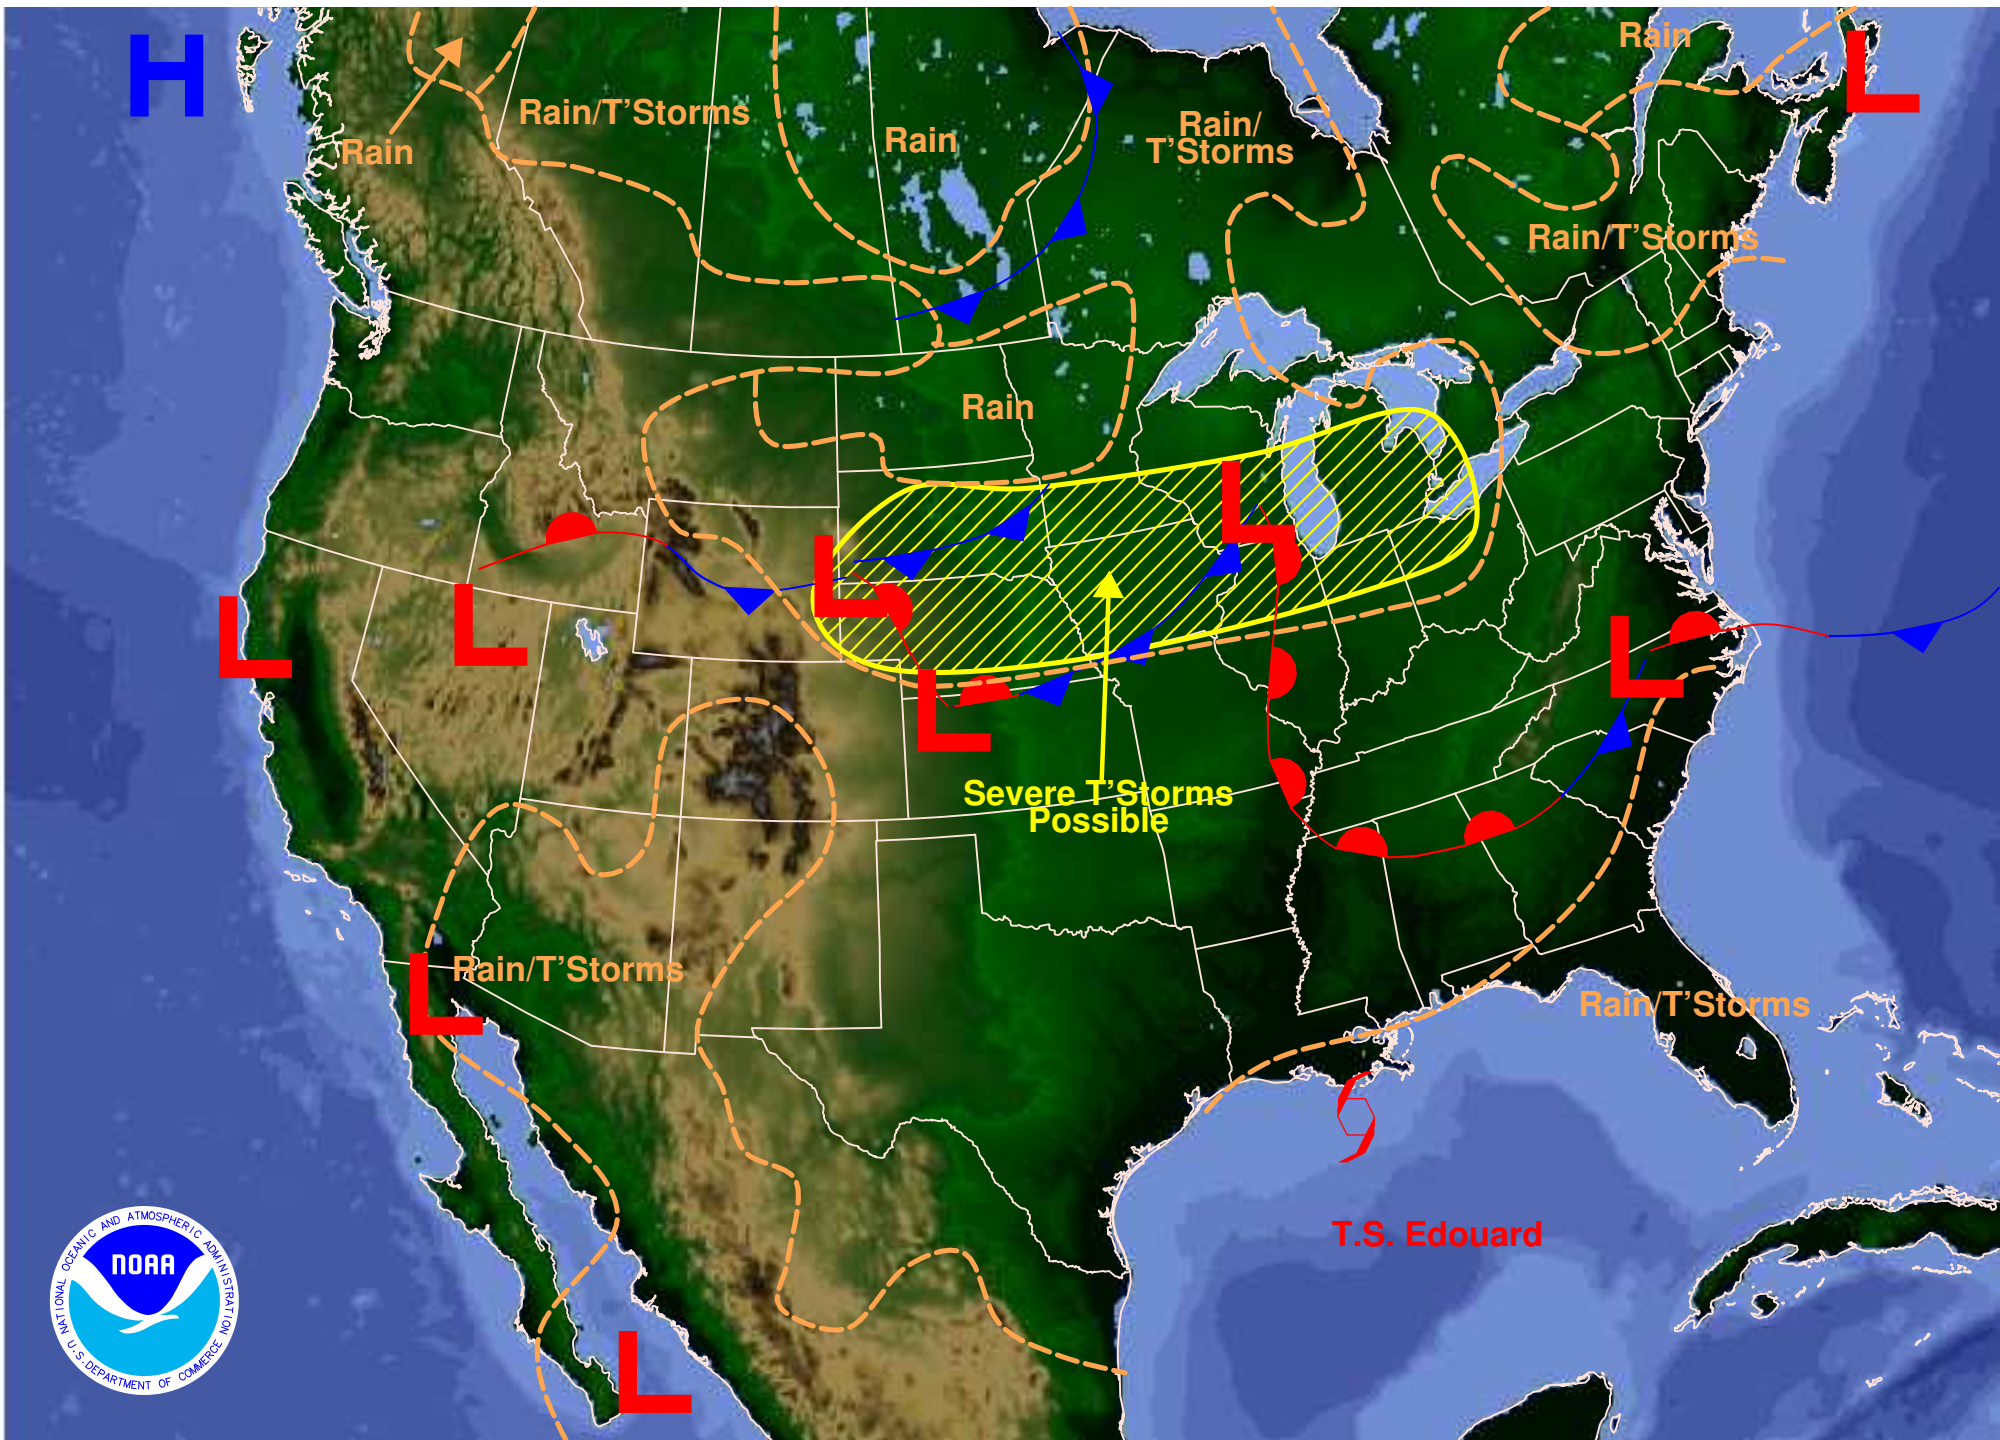 H
Rain
L
Rain/T'Storms
Rain/
T'Storms
Rain
Rain
Rain/T'Storms
Rain
L
L
L
L
L
L
L
Severe T'Storms
Possible
L
Rain/T'Storms
Rain/T'Storms
T.S. Edouard
L
NATIONAL OCEANIC AND ATMOSPHERIC ADMINISTRATION
NOAA
U.S. DEPARTMENT OF COMMERCE